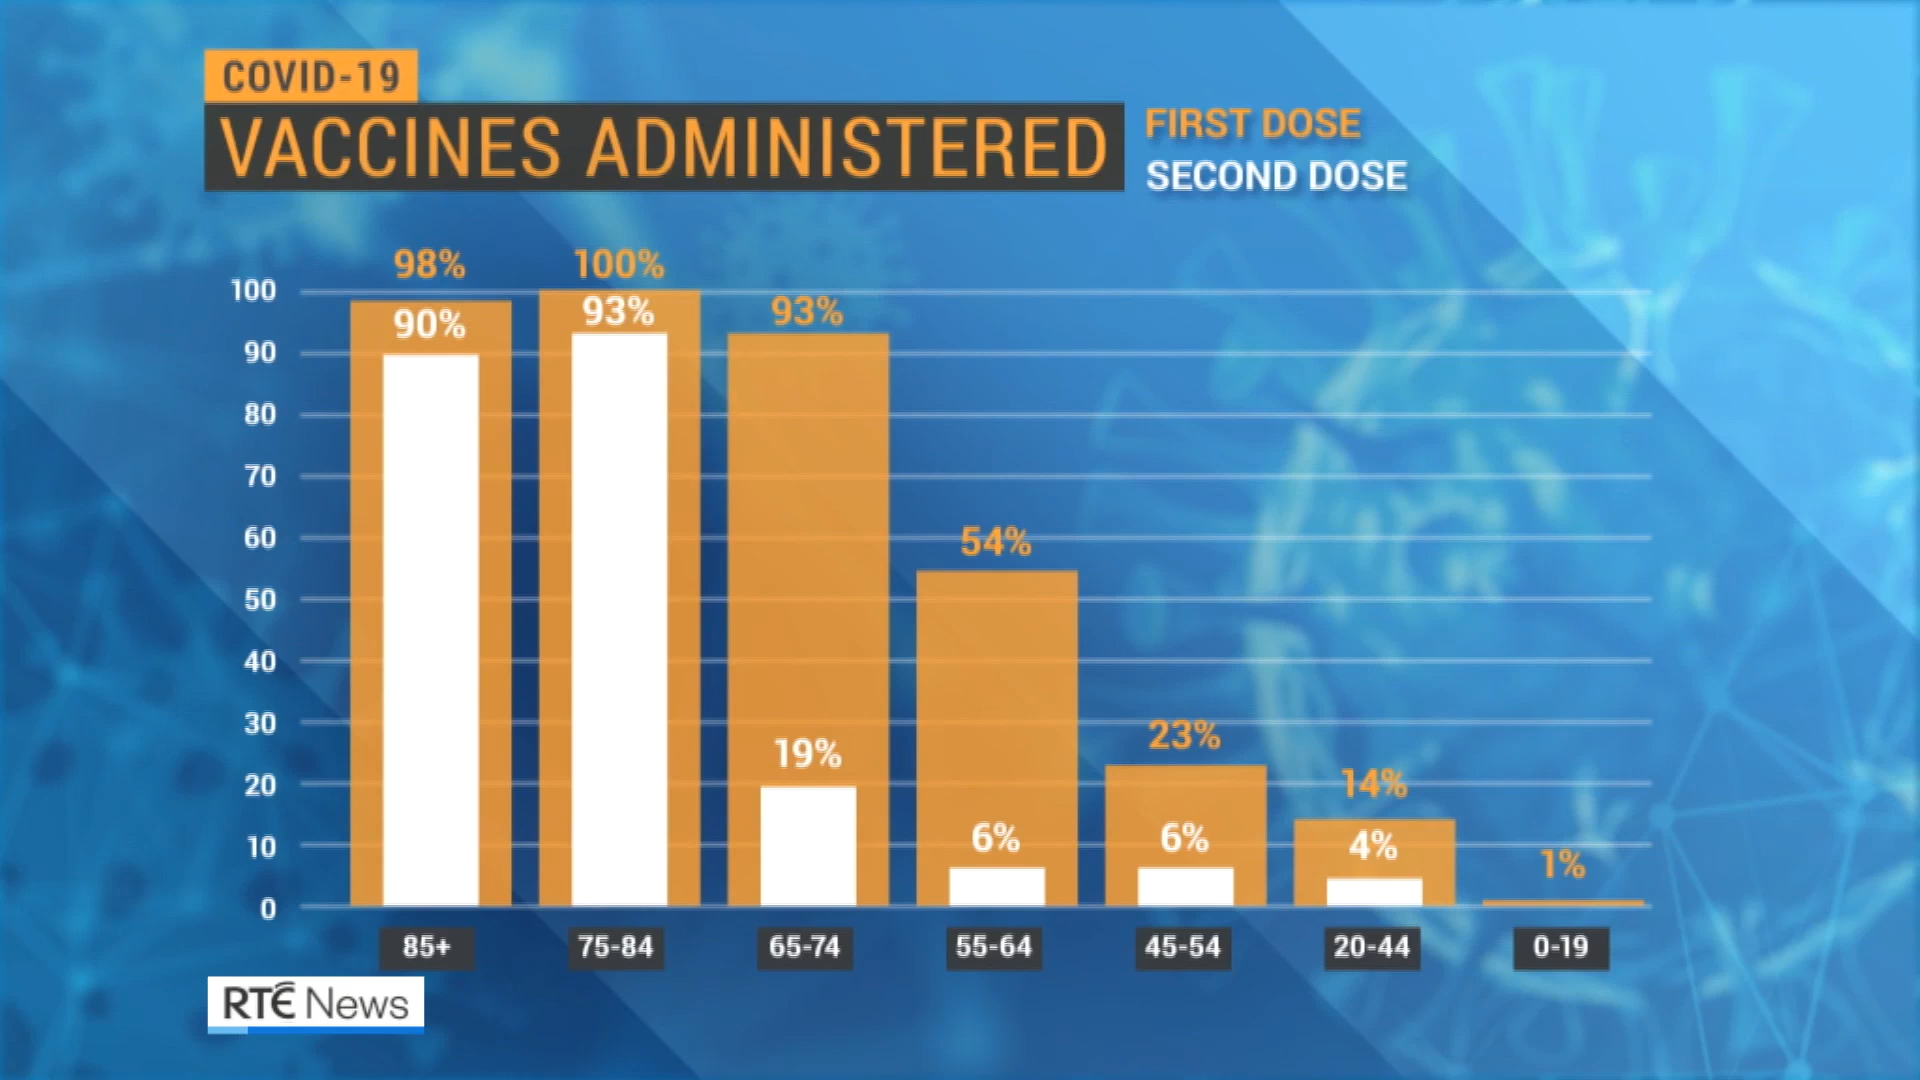 COVID-19
VACCINES ADMINISTERED
FIRST DOSE
SECOND DOSE
98% 100% 93% 54% 23% 14% 1%
90% 93% 19% 6% 6% 4%
100
90
80
70
60
50
40
30
20
10
0
85+ 75-84 65-74 55-64 45-54 20-44 0-19
RTÉ News